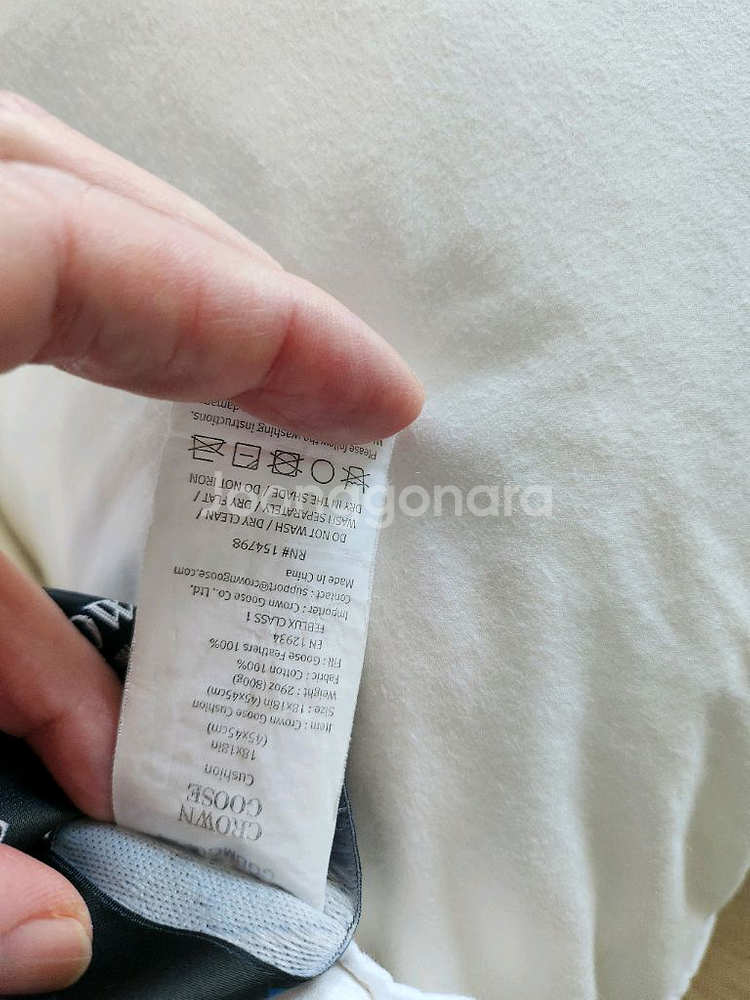 CROWN
GOOSE
Cushion
18x18in
(45x45cm)
Item : Crown Goose Cushion
Size : 18x18in (45x45cm)
Weight : 29oz (800g)
Fabric : Cotton 100%
Fill : Goose Feathers 100%
EN 12934
FEBLUX CLASS 1
Importer : Crown Goose Co., Ltd.
Contact : support@crowngoose.com
Made In China
RN# 154798
DO NOT WASH / DRY CLEAN /
WASH SEPARATELY / DRY FLAT /
DRY IN THE SHADE / DO NOT IRON
Please follow the washing instructions.
joonggonara